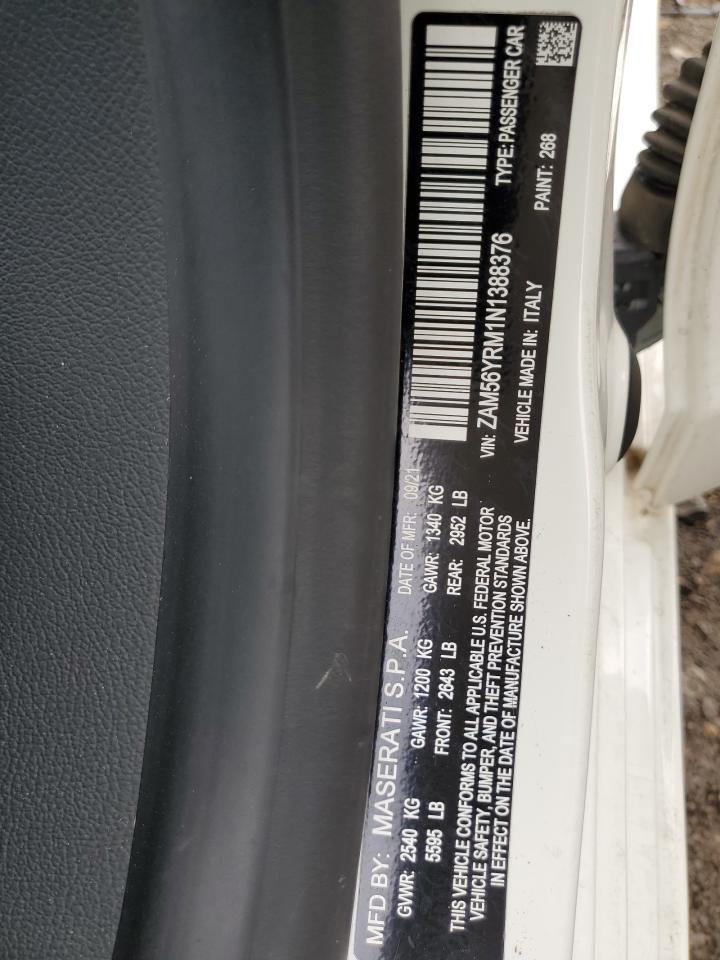 MFD BY: MASERATI S.P.A. DATE OF MFR: 09/21
GVWR: 2540 KG GAWR: 1200 KG GAWR: 1340 KG
5595 LB FRONT: 2643 LB REAR: 2952 LB
THIS VEHICLE CONFORMS TO ALL APPLICABLE U.S. FEDERAL MOTOR
VEHICLE SAFETY, BUMPER, AND THEFT PREVENTION STANDARDS
IN EFFECT ON THE DATE OF MANUFACTURE SHOWN ABOVE.
VIN: ZAM56YRM1N1388376 TYPE: PASSENGER CAR
VEHICLE MADE IN: ITALY PAINT: 268